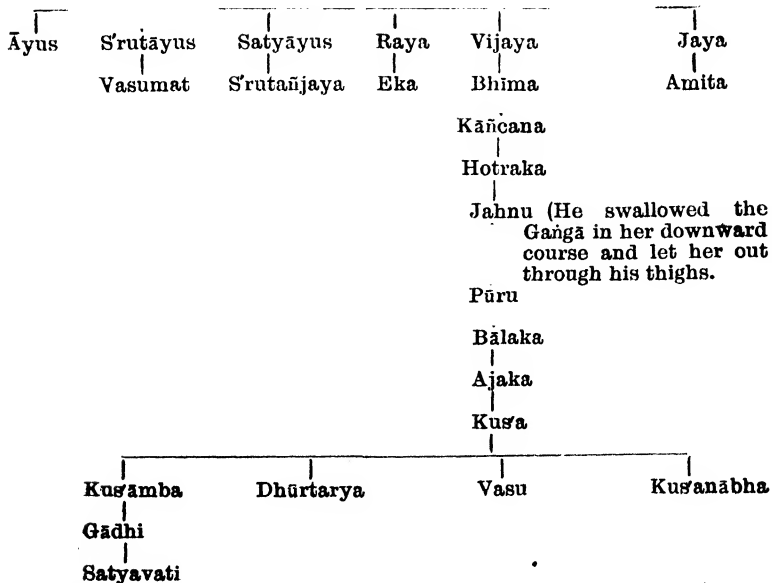 Āyus S'rutāyus Satyāyus Raya Vijaya Jaya
Vasumat S'rutañjaya Eka Bhīma Amita
Kāñcana
Hotraka
Jahnu (He swallowed the
Gaṅgā in her downward
course and let her out
through his thighs.
Pūru
Bālaka
Ajaka
Kus'a
Kus'āmba Dhūrtarya Vasu Kus'anābha
Gādhi
Satyavati